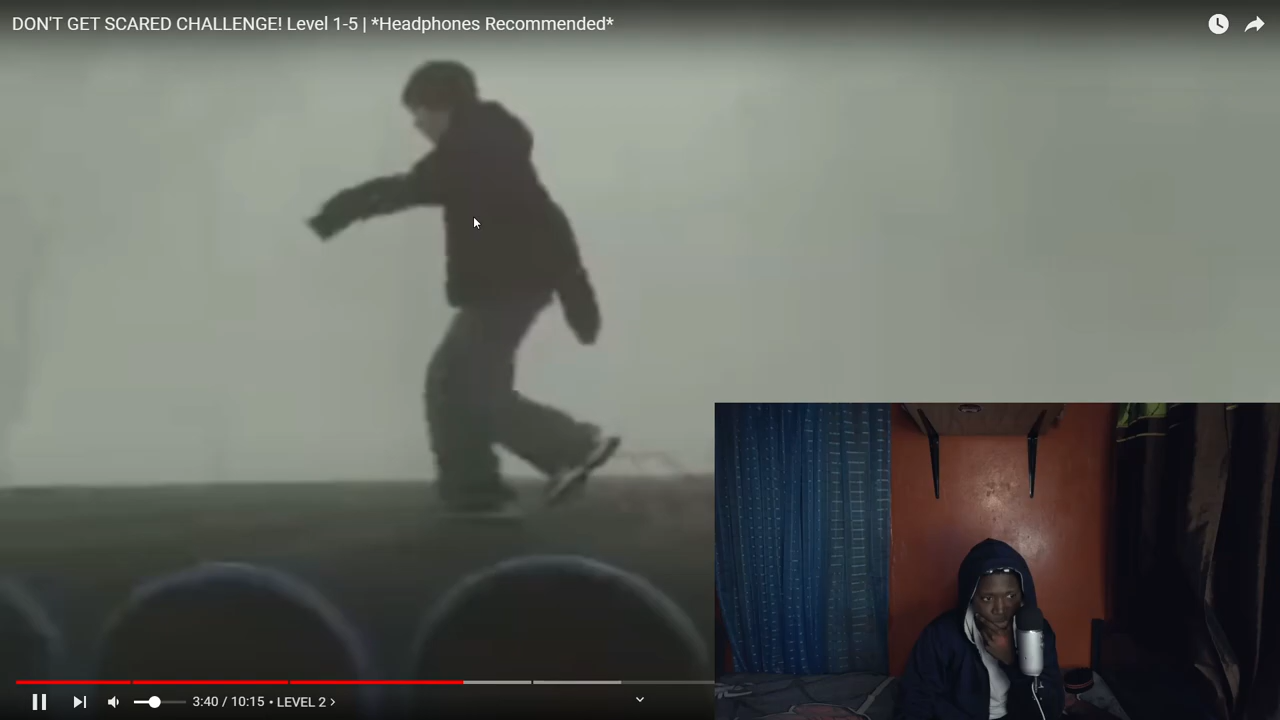 DON'T GET SCARED CHALLENGE! Level 1-5 | *Headphones Recommended*
3:40 / 10:15 • LEVEL 2 >